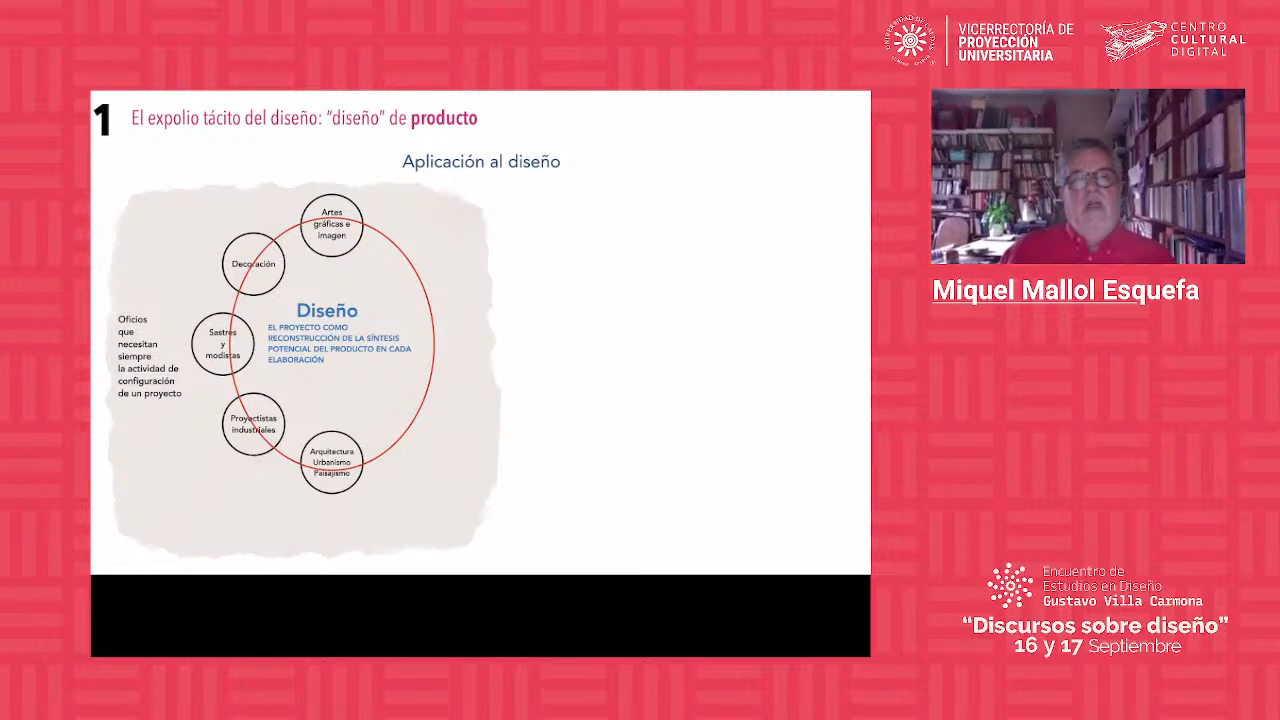 UNIVERSIDAD DE CALDAS
VICERRECTORÍA DE
PROYECCIÓN
UNIVERSITARIA
CENTRO
CULTURAL
DIGITAL
1
El expolio tácito del diseño: “diseño” de producto
Aplicación al diseño
Artes
gráficas e
imagen
Decoración
Diseño
EL PROYECTO COMO
RECONSTRUCCIÓN DE LA SÍNTESIS
POTENCIAL DEL PRODUCTO EN CADA
ELABORACIÓN
Oficios
que
necesitan
siempre
la actividad de
configuración
de un proyecto
Sastres
y
modistas
Proyectistas
industriales
Arquitectura
Urbanismo
Paisajismo
Miquel Mallol Esquefa
Encuentro de
Estudios en Diseño
Gustavo Villa Carmona
“Discursos sobre diseño”
16 y 17 Septiembre